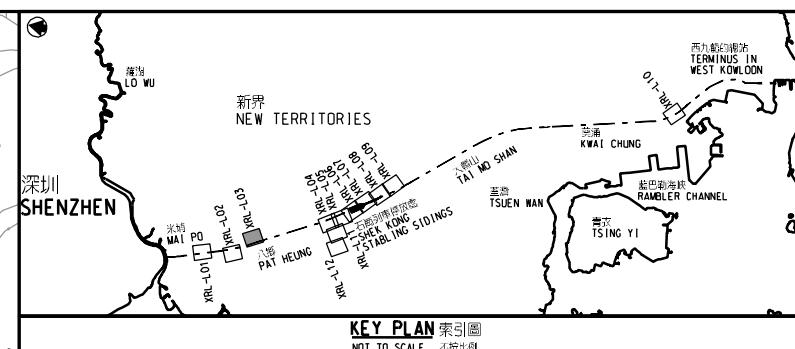 西九龍的總站
TERMINUS IN
WEST KOWLOON
羅湖
LO WU
XRL-L10
新界
NEW TERRITORIES
葵涌
KWAI CHUNG
XRL-L09
XRL-L08
XRL-L07
XRL-L06
XRL-L05
XRL-L04
大帽山
TAI MO SHAN
深圳
SHENZHEN
荃灣
TSUEN WAN
藍巴勒海峽
RAMBLER CHANNEL
XRL-L03
XRL-L02
米埔
MAI PO
石崗列車停放處
SHEK KONG
STABLING SIDINGS
青衣
TSING YI
八鄉
PAT HEUNG
XRL-L01
XRL-L12
KEY PLAN 索引圖
NOT TO SCALE 不按比例